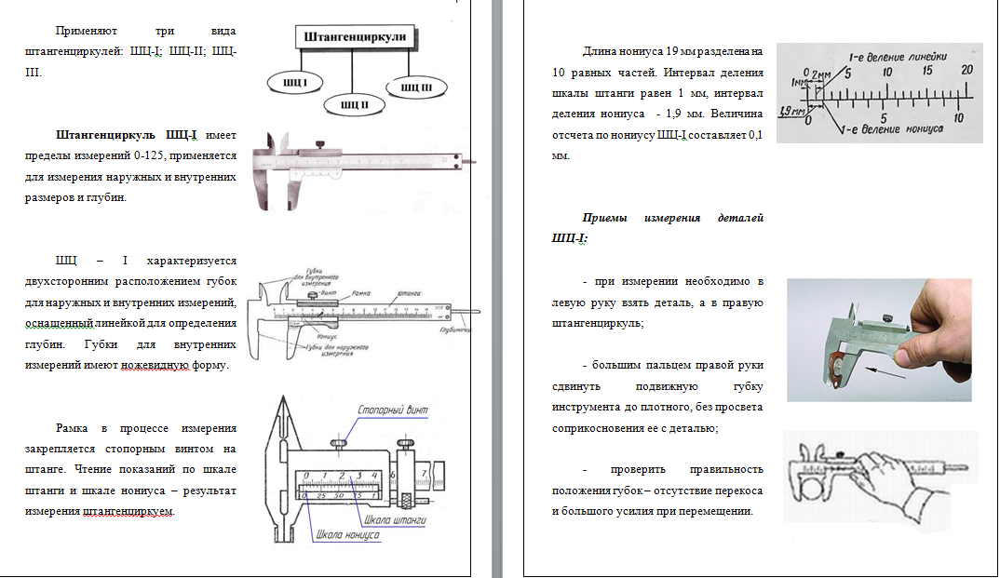 Применяют три вида
штангенциркулей: ШЦ-I; ШЦ-II; ШЦ-
III.
Штангенциркули
ШЦ I
ШЦ II
ШЦ III
Штангенциркуль ШЦ-I имеет
пределы измерений 0-125, применяется
для измерения наружных и внутренних
размеров и глубин.
ШЦ – I характеризуется
двухсторонним расположением губок
для наружных и внутренних измерений,
оснащенный линейкой для определения
глубин. Губки для внутренних
измерений имеют ножевидную форму.
Губки
для внутреннего
измерения
Винт
Рамка
Штанга
Нониус
Губки для наружного
измерения
Глубиномер
Рамка в процессе измерения
закрепляется стопорным винтом на
штанге. Чтение показаний по шкале
штанги и шкале нониуса – результат
измерения штангенциркуем.
Стопорный винт
0 1 2 3 4 6 7
0 25 50 75 1
Шкала штанги
Шкала нониуса
Длина нониуса 19 мм разделена на
10 равных частей. Интервал деления
шкалы штанги равен 1 мм, интервал
деления нониуса - 1,9 мм. Величина
отсчета по нониусу ШЦ-I составляет 0,1
мм.
1-е деление линейки
0 2мм 5 10 15 20
1мм
1,9 мм
0 5 10
1-е деление нониуса
Приемы измерения деталей
ШЦ-I:
- при измерении необходимо в
левую руку взять деталь, а в правую
штангенциркуль;
- большим пальцем правой руки
сдвинуть подвижную губку
инструмента до плотного, без просвета
соприкосновения ее с деталью;
- проверить правильность
положения губок – отсутствие перекоса
и большого усилия при перемещении.